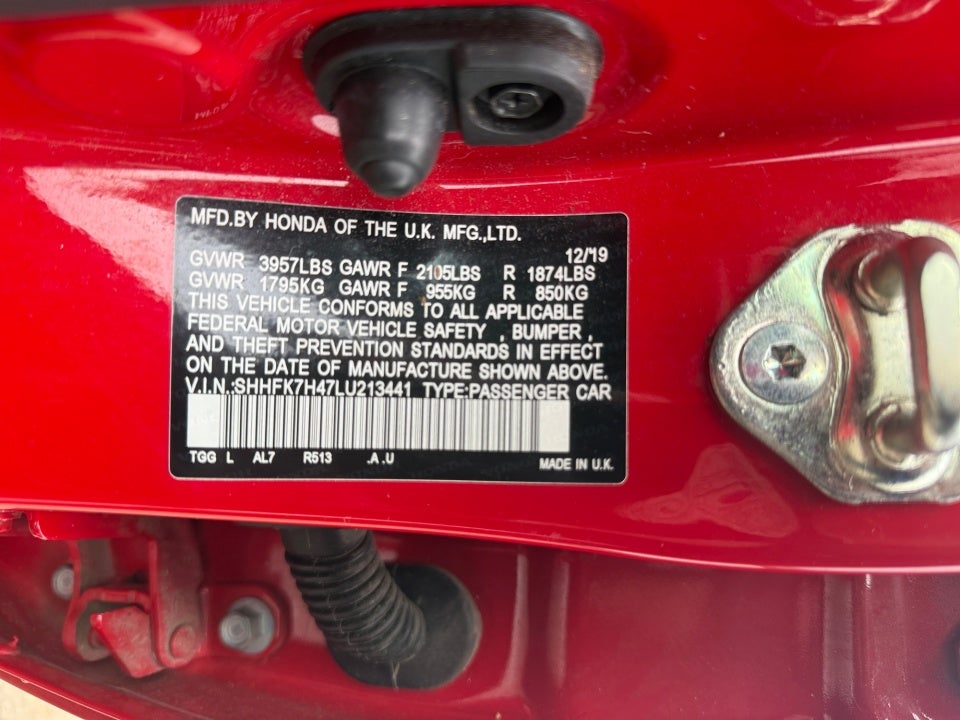 MFD.BY HONDA OF THE U.K. MFG.,LTD.
12/'19
GVWR 3957LBS GAWR F 2105LBS R 1874LBS
GVWR 1795KG GAWR F 955KG R 850KG
THIS VEHICLE CONFORMS TO ALL APPLICABLE
FEDERAL MOTOR VEHICLE SAFETY , BUMPER ,
AND THEFT PREVENTION STANDARDS IN EFFECT
ON THE DATE OF MANUFACTURE SHOWN ABOVE.
V.I.N.:SHHFK7H47LU213441 TYPE:PASSENGER CAR
TGG L AL7 R513 .A .U
MADE IN U.K.